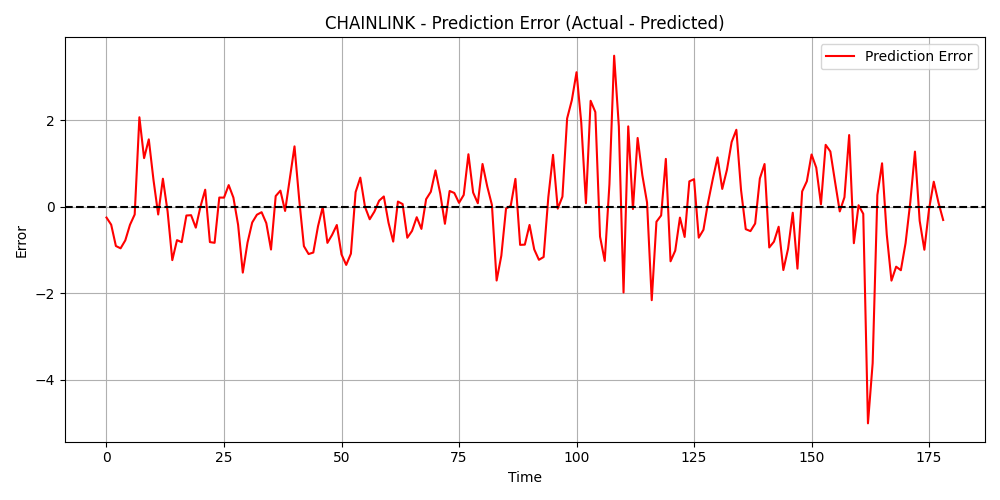 CHAINLINK - Prediction Error (Actual - Predicted)
Prediction Error
Error
2
0
−2
−4
0 25 50 75 100 125 150 175
Time